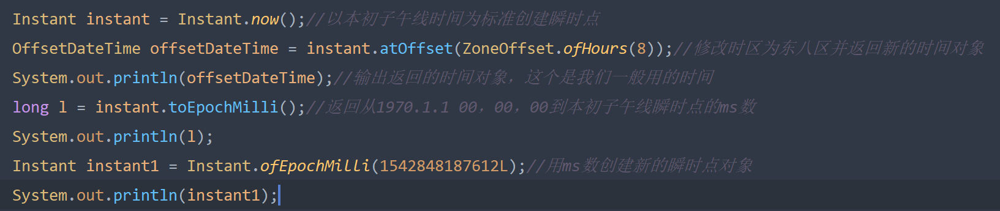 Instant instant = Instant.now();//以本初子午线时间为标准创建瞬时点
OffsetDateTime offsetDateTime = instant.atOffset(ZoneOffset.ofHours(8));//修改时区为东八区并返回新的时间对象
System.out.println(offsetDateTime);//输出返回的时间对象，这个是我们一般用的时间
long l = instant.toEpochMilli();//返回从1970.1.1 00，00，00到本初子午线瞬时点的ms数
System.out.println(l);
Instant instant1 = Instant.ofEpochMilli(1542848187612L);//用ms数创建新的瞬时点对象
System.out.println(instant1);